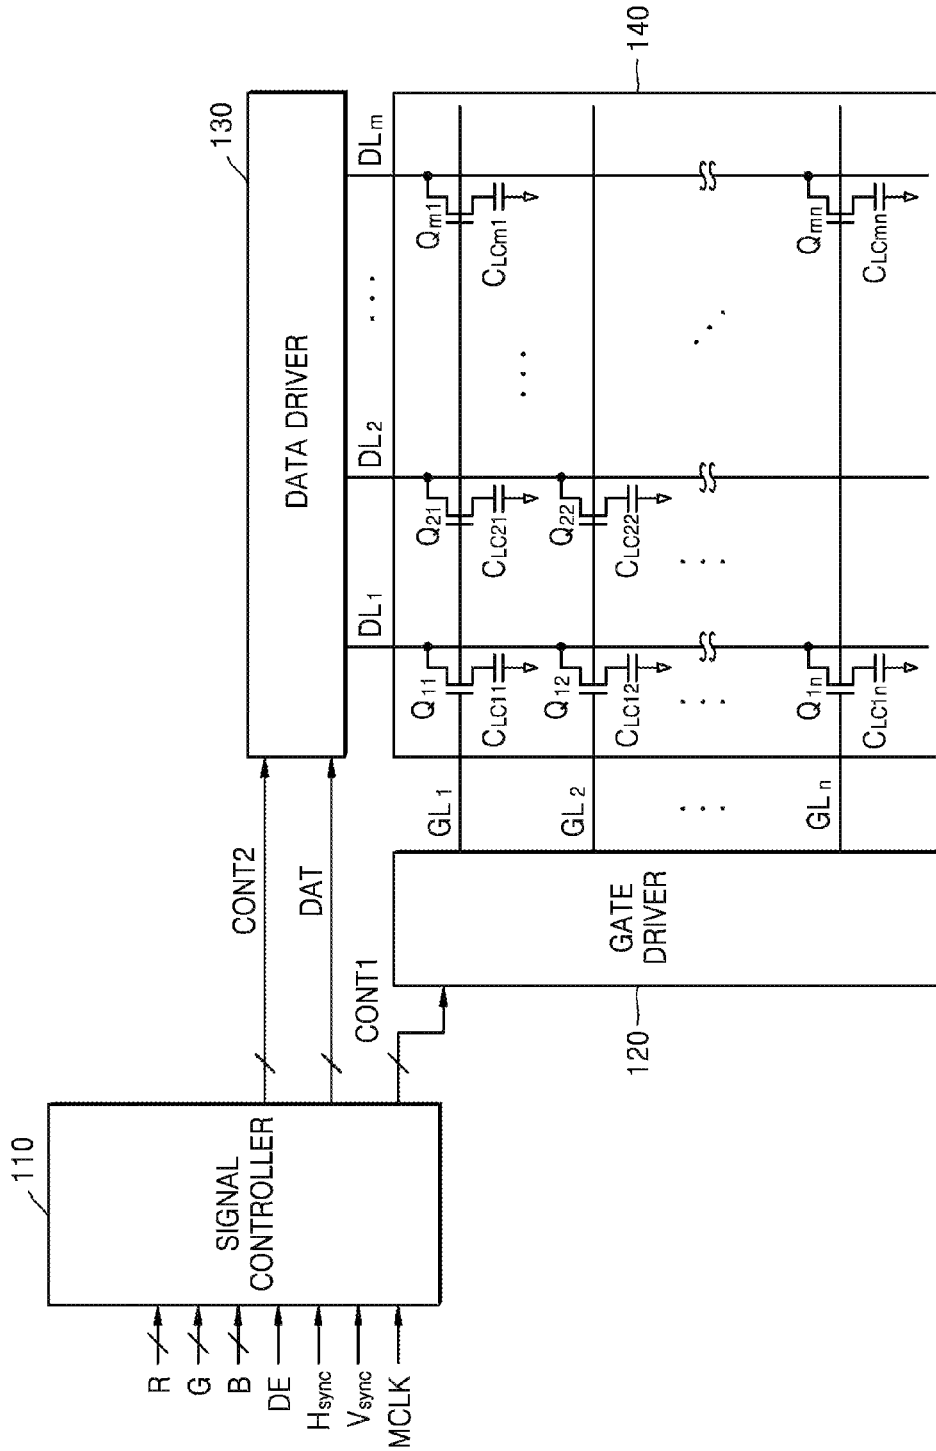 110
SIGNAL
CONTROLLER
R
G
B
DE
Hsync
Vsync
MCLK
CONT2
DAT
CONT1
130
DATA DRIVER
120
GATE
DRIVER
140
DL1
DL2
...
DLm
GL1
GL2
...
GLn
Q11
CLC11
Q21
CLC21
Qm1
CLCm1
...
Q12
CLC12
Q22
CLC22
...
...
...
Q1n
CLC1n
Qmn
CLCmn